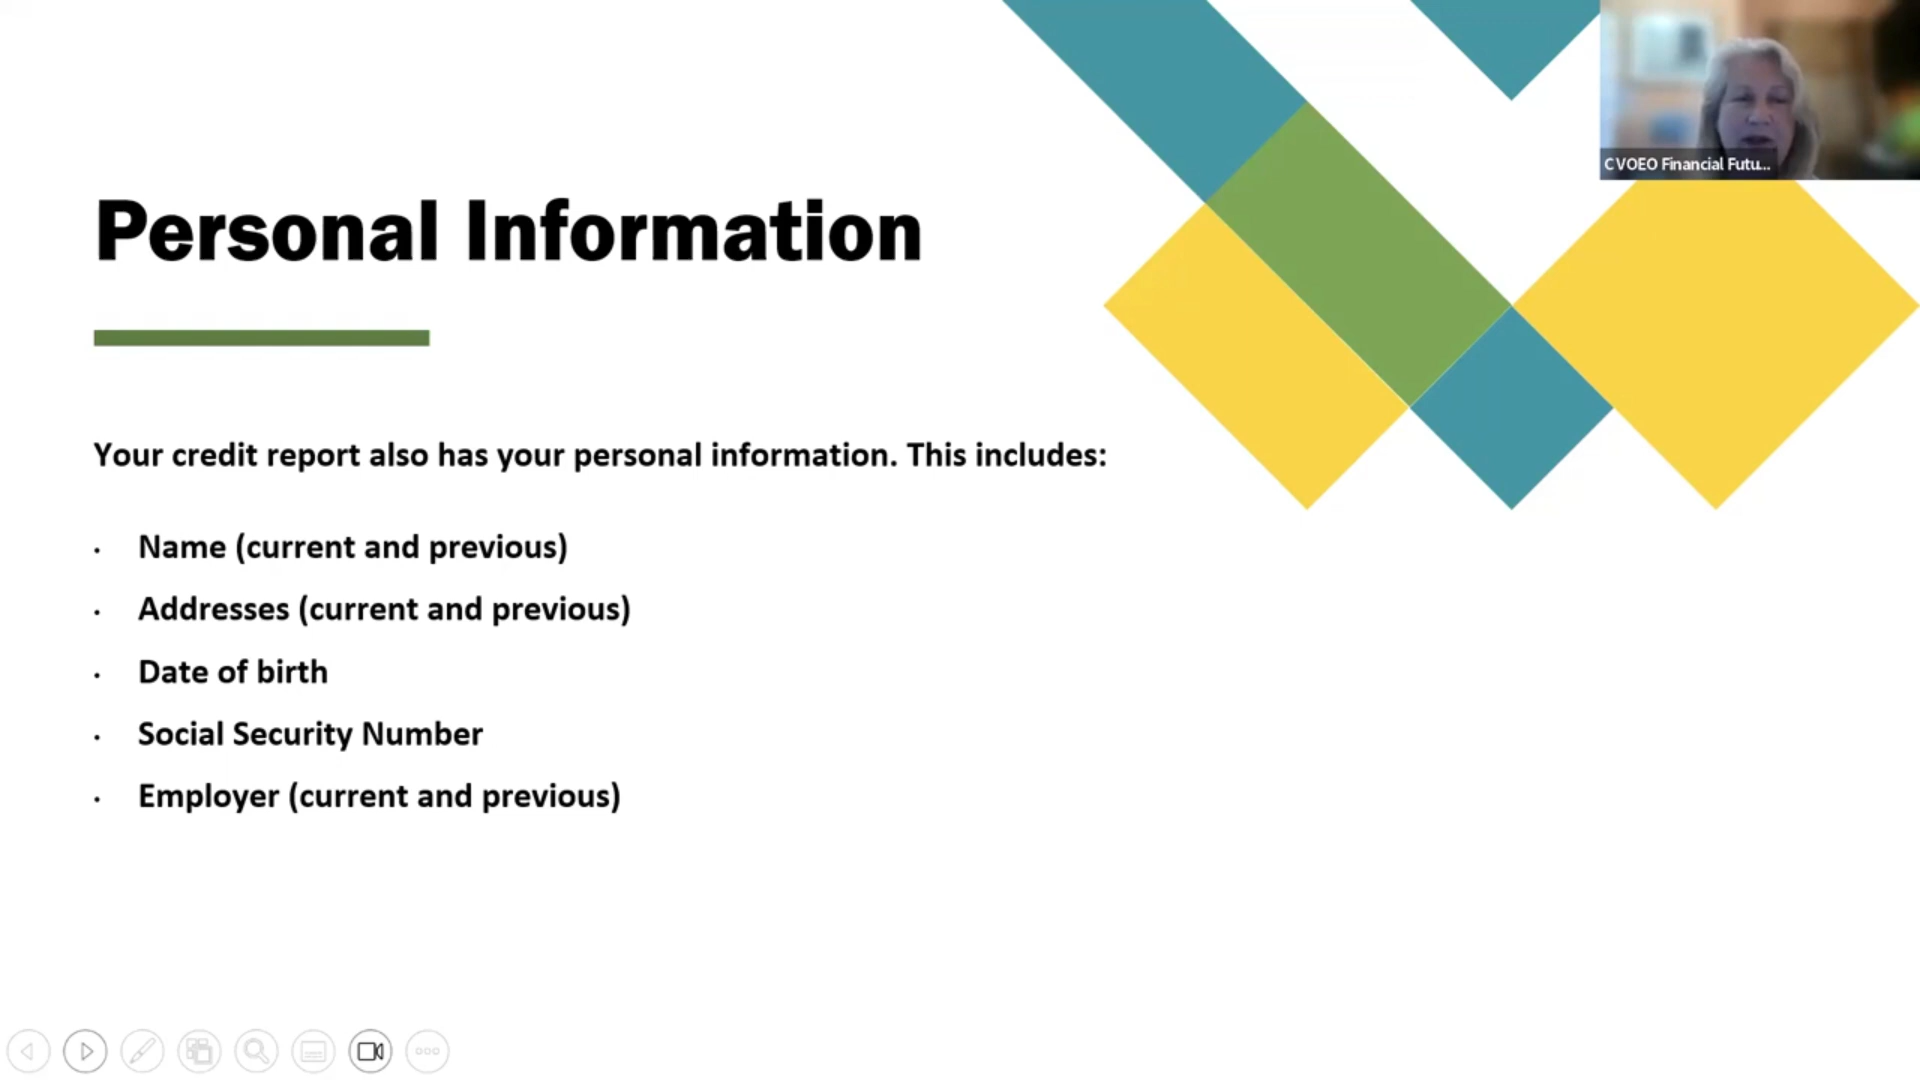 CVOEO Financial Futu...
Personal Information
Your credit report also has your personal information. This includes:
• Name (current and previous)
• Addresses (current and previous)
• Date of birth
• Social Security Number
• Employer (current and previous)